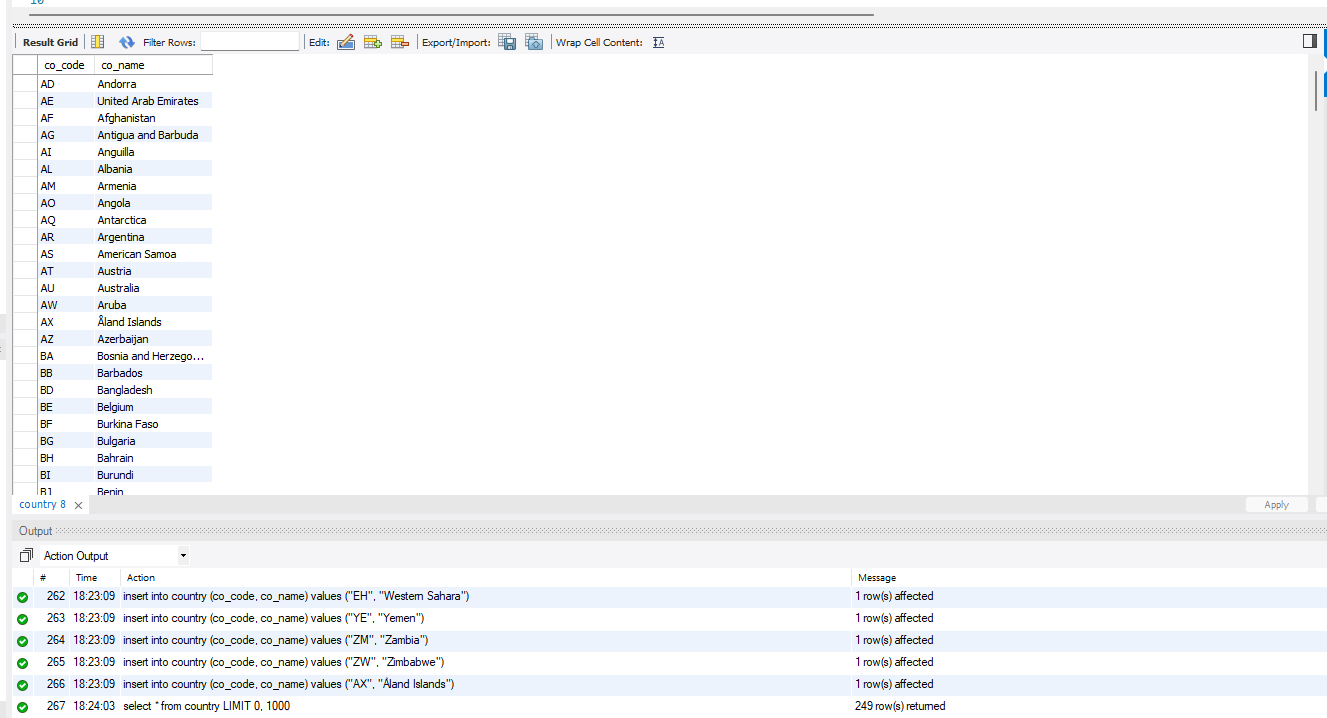 10
Result Grid Filter Rows: Edit: Export/Import: Wrap Cell Content:
co_code co_name
AD Andorra
AE United Arab Emirates
AF Afghanistan
AG Antigua and Barbuda
AI Anguilla
AL Albania
AM Armenia
AO Angola
AQ Antarctica
AR Argentina
AS American Samoa
AT Austria
AU Australia
AW Aruba
AX Åland Islands
AZ Azerbaijan
BA Bosnia and Herzego...
BB Barbados
BD Bangladesh
BE Belgium
BF Burkina Faso
BG Bulgaria
BH Bahrain
BI Burundi
BJ Benin
country 8 Apply
Output
Action Output
# Time Action Message
262 18:23:09 insert into country (co_code, co_name) values ("EH", "Western Sahara") 1 row(s) affected
263 18:23:09 insert into country (co_code, co_name) values ("YE", "Yemen") 1 row(s) affected
264 18:23:09 insert into country (co_code, co_name) values ("ZM", "Zambia") 1 row(s) affected
265 18:23:09 insert into country (co_code, co_name) values ("ZW", "Zimbabwe") 1 row(s) affected
266 18:23:09 insert into country (co_code, co_name) values ("AX", "Åland Islands") 1 row(s) affected
267 18:24:03 select * from country LIMIT 0, 1000 249 row(s) returned